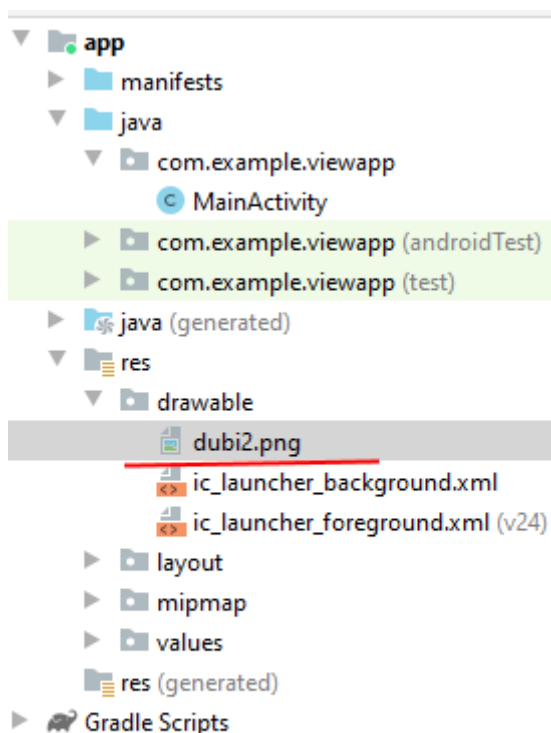 app
manifests
java
com.example.viewapp
C MainActivity
com.example.viewapp (androidTest)
com.example.viewapp (test)
java (generated)
res
drawable
dubi2.png
ic_launcher_background.xml
ic_launcher_foreground.xml (v24)
layout
mipmap
values
res (generated)
Gradle Scripts